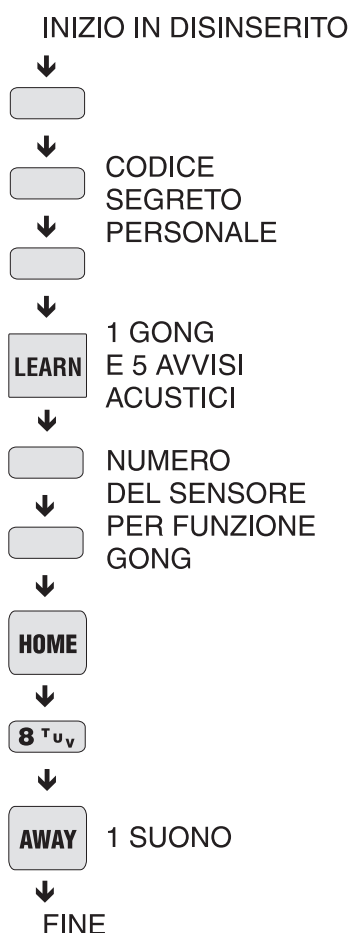 INIZIO IN DISINSERITO
CODICE
SEGRETO
PERSONALE
LEARN
1 GONG
E 5 AVVISI
ACUSTICI
NUMERO
DEL SENSORE
PER FUNZIONE
GONG
HOME
8 TUV
AWAY
1 SUONO
FINE